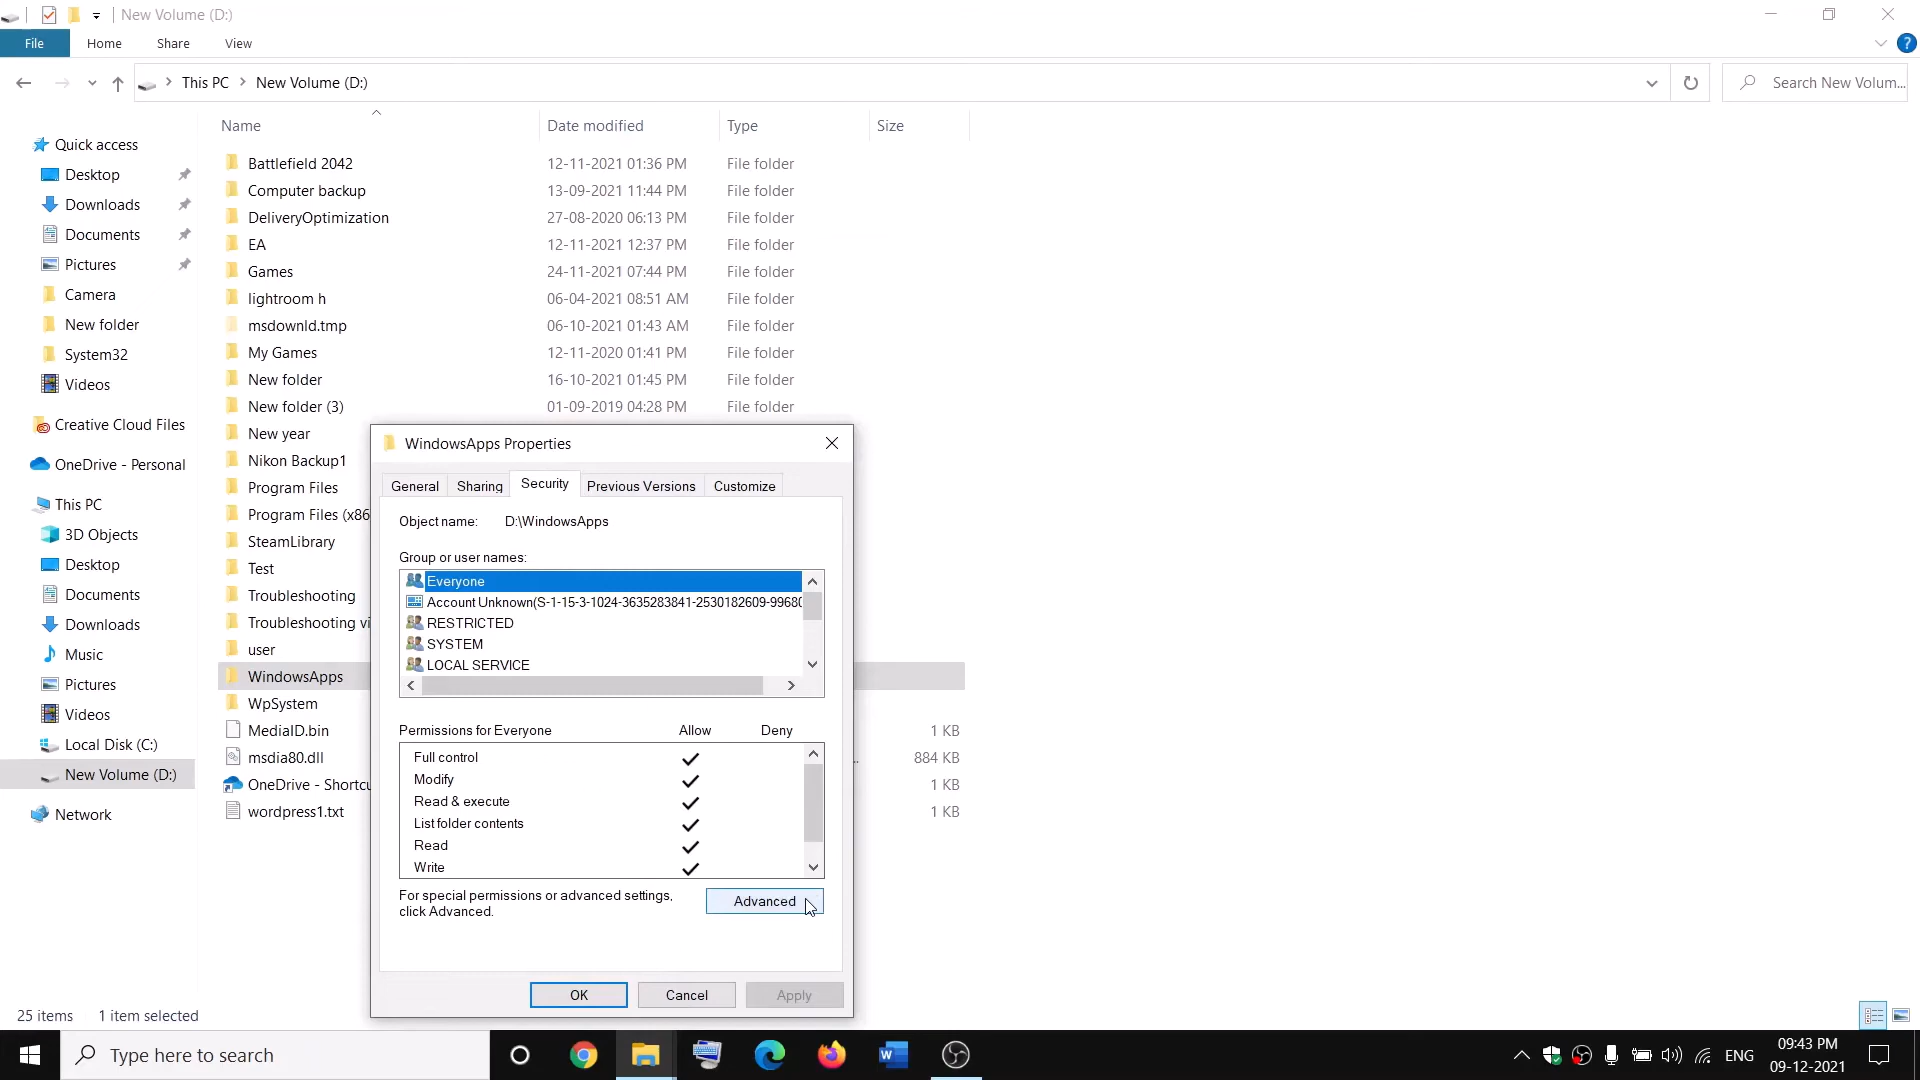 New Volume (D:)
File Home Share View
This PC New Volume (D:) Search New Volum...
Name Date modified Type Size
Quick access
Desktop
Downloads
Documents
Pictures
Camera
New folder
System32
Videos
Creative Cloud Files
OneDrive - Personal
This PC
3D Objects
Desktop
Documents
Downloads
Music
Pictures
Videos
Local Disk (C:)
New Volume (D:)
Network
Battlefield 2042 12-11-2021 01:36 PM File folder
Computer backup 13-09-2021 11:44 PM File folder
DeliveryOptimization 27-08-2020 06:13 PM File folder
EA 12-11-2021 12:37 PM File folder
Games 24-11-2021 07:44 PM File folder
lightroom h 06-04-2021 08:51 AM File folder
msdownld.tmp 06-10-2021 01:43 AM File folder
My Games 12-11-2020 01:41 PM File folder
New folder 16-10-2021 01:45 PM File folder
New folder (3) 01-09-2019 04:28 PM File folder
New year
Nikon Backup1
Program Files
Program Files (x86
SteamLibrary
Test
Troubleshooting
Troubleshooting vi
user
WindowsApps
WpSystem
MediaID.bin 1 KB
msdia80.dll .. 884 KB
OneDrive - Shortcu 1 KB
wordpress1.txt 1 KB
WindowsApps Properties
General Sharing Security Previous Versions Customize
Object name: D:\WindowsApps
Group or user names:
Everyone
Account Unknown(S-1-15-3-1024-3635283841-2530182609-99680
RESTRICTED
SYSTEM
LOCAL SERVICE
Permissions for Everyone Allow Deny
Full control
Modify
Read & execute
List folder contents
Read
Write
For special permissions or advanced settings,
click Advanced.
Advanced
OK Cancel Apply
25 items 1 item selected
Type here to search
ENG
09:43 PM
09-12-2021